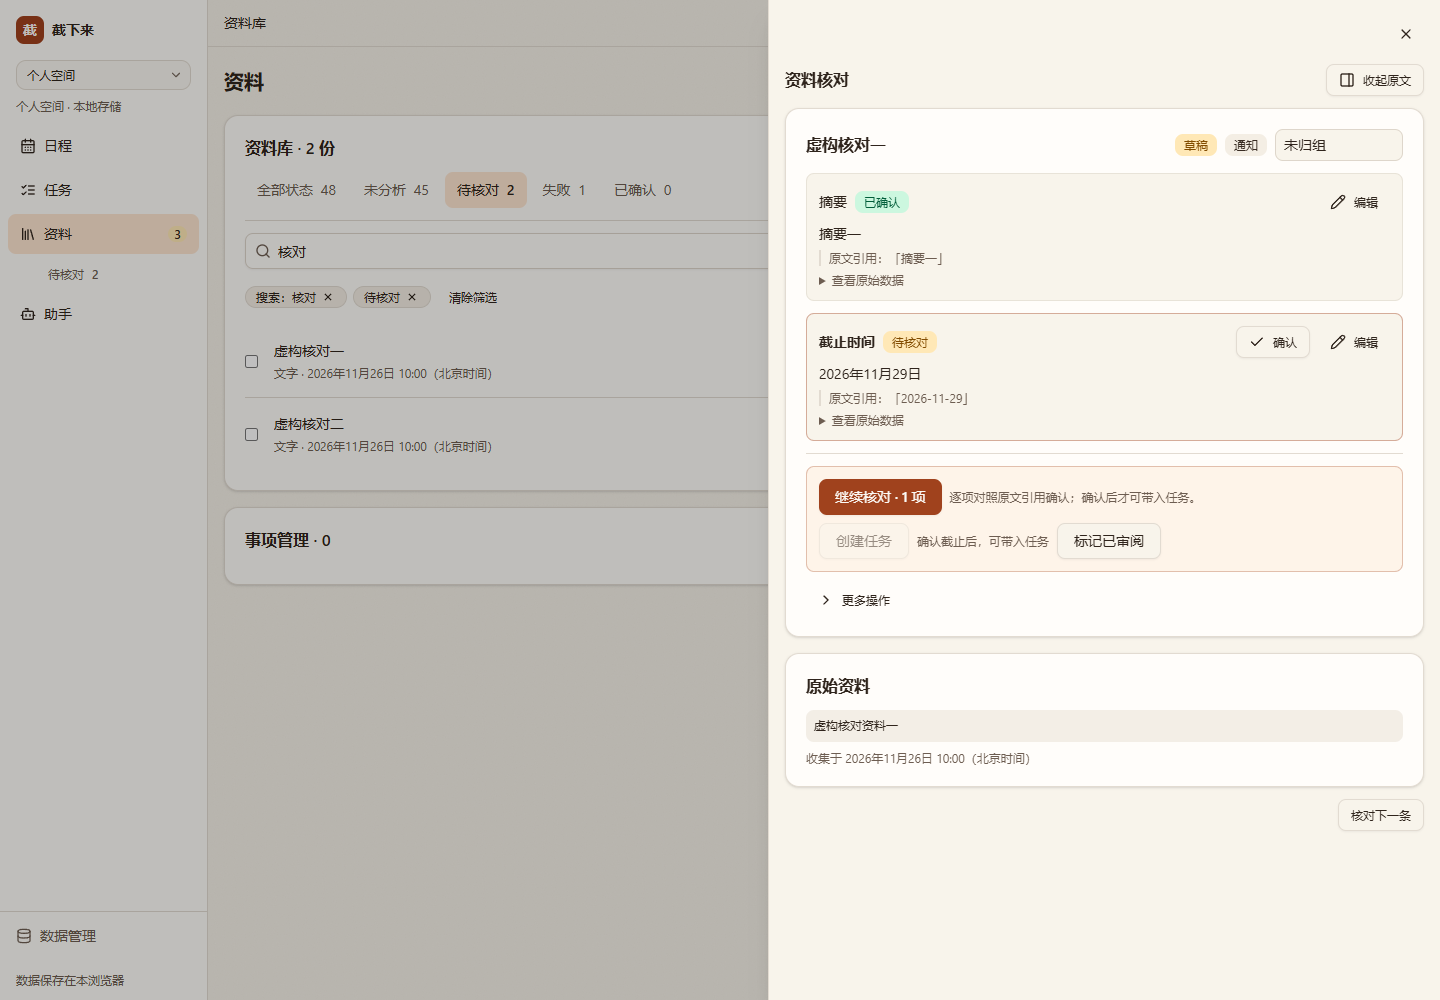 截 截下来
个人空间
个人空间 · 本地存储
日程
任务
资料 3
待核对 2
助手
数据管理
数据保存在本浏览器
资料库
资料
资料库 · 2 份
全部状态 48 未分析 45 待核对 2 失败 1 已确认 0
核对
搜索：核对 × 待核对 × 清除筛选
虚构核对一
文字 · 2026年11月26日 10:00（北京时间）
虚构核对二
文字 · 2026年11月26日 10:00（北京时间）
事项管理 · 0
资料核对 收起原文
虚构核对一 草稿 通知 未归组
摘要 已确认 编辑
摘要一
原文引用：「摘要一」
查看原始数据
截止时间 待核对 确认 编辑
2026年11月29日
原文引用：「2026-11-29」
查看原始数据
继续核对 · 1 项 逐项对照原文引用确认；确认后才可带入任务。
创建任务 确认截止后，可带入任务 标记已审阅
更多操作
原始资料
虚构核对资料一
收集于 2026年11月26日 10:00（北京时间）
核对下一条